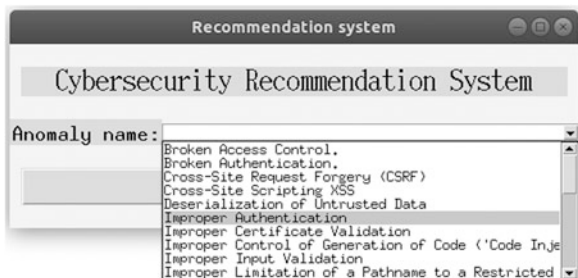 Recommendation system
Cybersecurity Recommendation System
Anomaly name:
Broken Access Control.
Broken Authentication.
Cross-Site Request Forgery (CSRF)
Cross-Site Scripting XSS
Deserialization of Untrusted Data
Improper Authentication
Improper Certificate Validation
Improper Control of Generation of Code ('Code Inje
Improper Input Validation
Improper Limitation of a Pathname to a Restricted